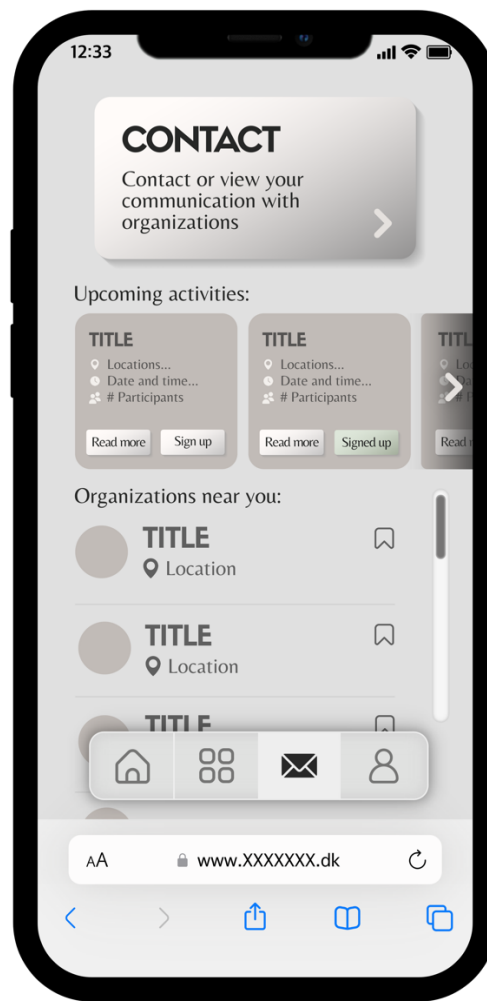 12:33
CONTACT
Contact or view your
communication with
organizations
Upcoming activities:
TITLE
Locations...
Date and time...
# Participants
Read more
Sign up
TITLE
Locations...
Date and time...
# Participants
Read more
Signed up
TITL
Organizations near you:
TITLE
Location
TITLE
Location
TITLE
AA
www.XXXXXXX.dk